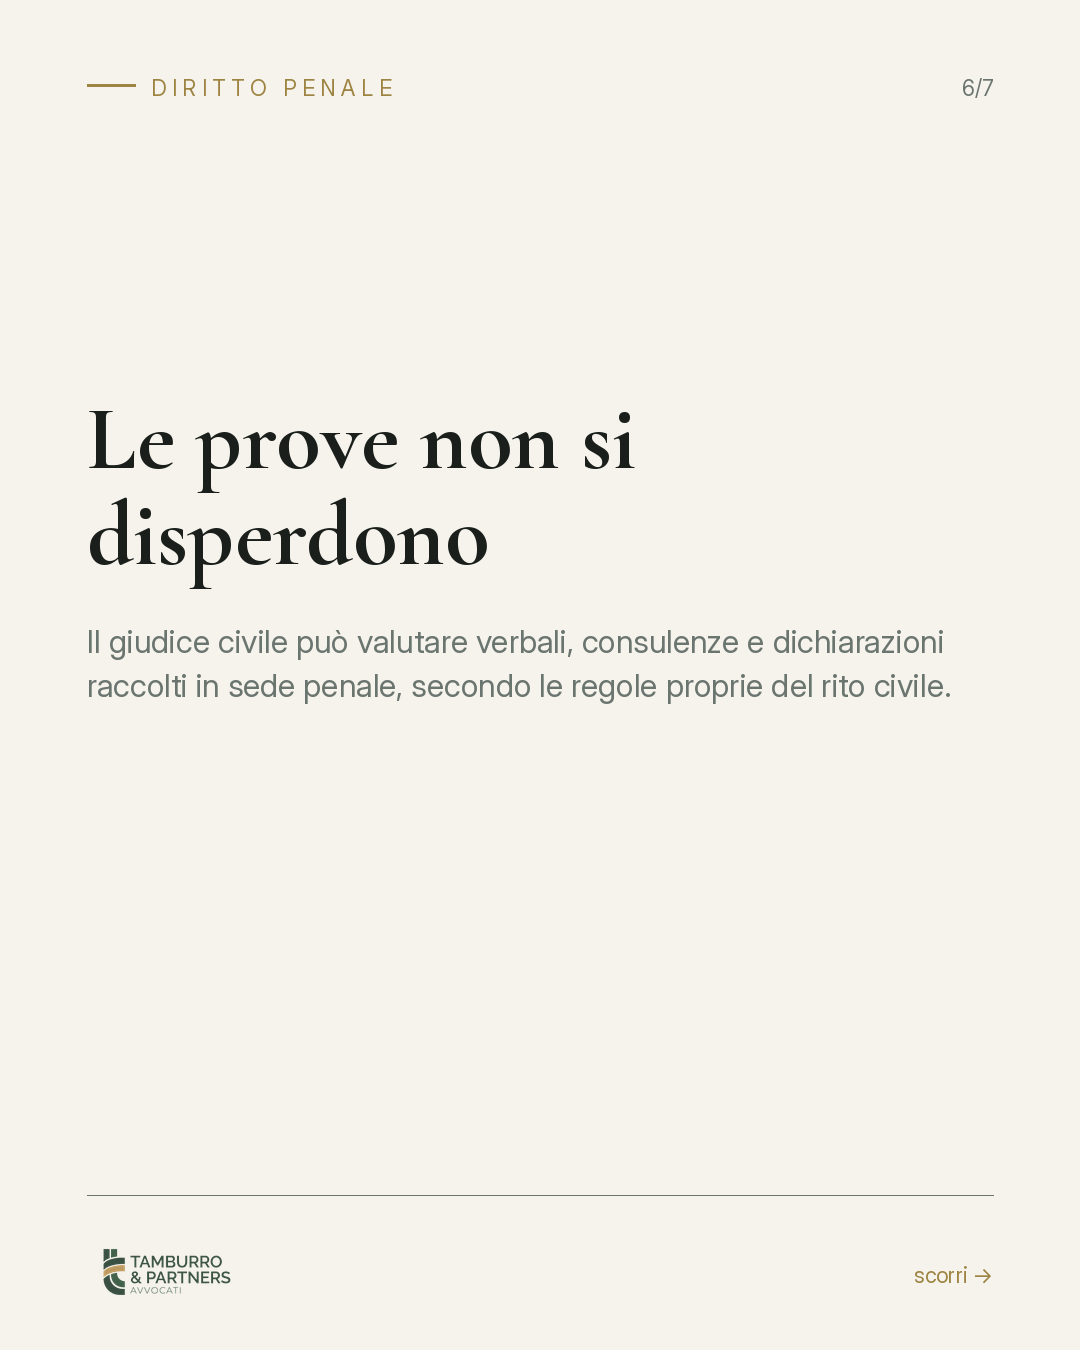 DIRITTO PENALE
6/7
Le prove non si
disperdono
Il giudice civile può valutare verbali, consulenze e dichiarazioni
raccolti in sede penale, secondo le regole proprie del rito civile.
TAMBURRO
& PARTNERS
AVVOCATI
scorri →